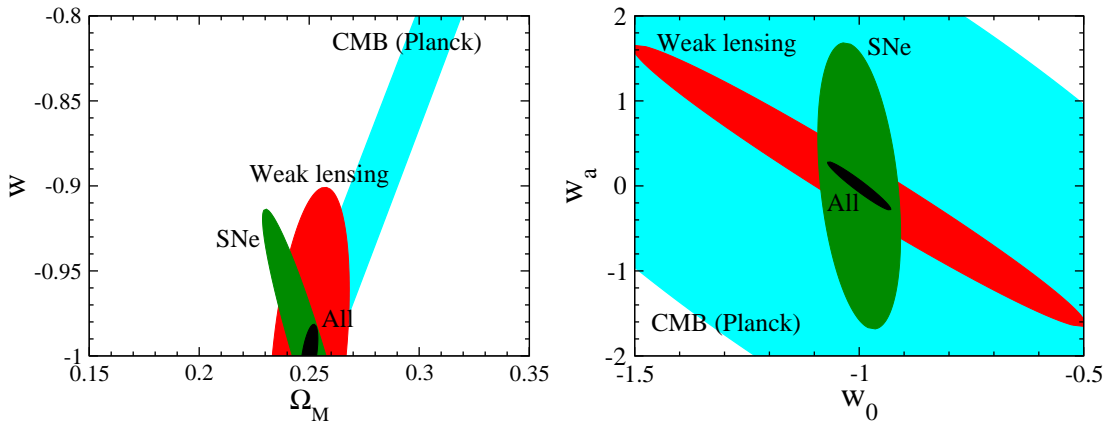 -0.8
CMB (Planck)
-0.85
w
-0.9
Weak lensing
SNe
-0.95
All
-1
0.15
0.2
0.25
0.3
0.35
Ω_M
2
Weak lensing
SNe
1
w_a
0
All
-1
CMB (Planck)
-2
-1.5
-1
-0.5
w_0